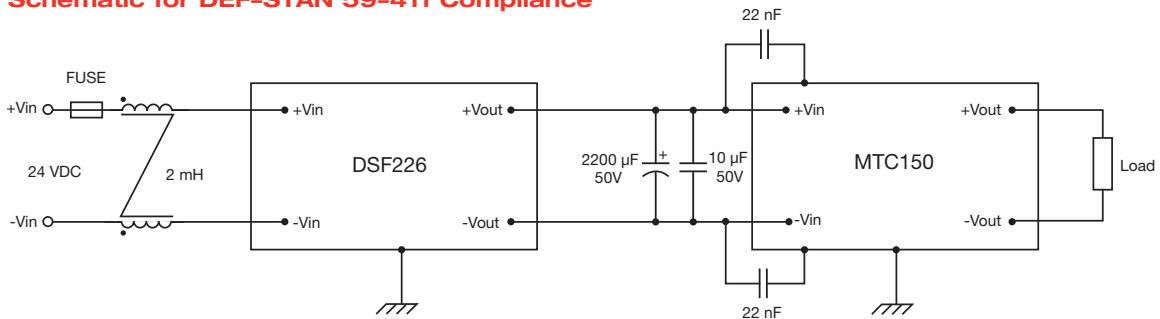 Schematic for DEF-STAN 59-411 Compliance
22 nF
FUSE
+Vin
+Vin
+Vout
+Vin
+Vout
24 VDC
2 mH
DSF226
2200 µF
50V
+
10 µF
50V
MTC150
Load
-Vin
-Vin
-Vout
-Vin
-Vout
22 nF